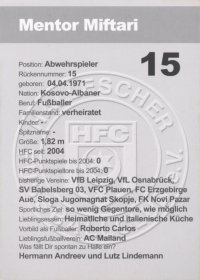 Mentor Miftari
15
Position: Abwehrspieler
Rückennummer: 15
geboren: 04.04.1971
Nation: Kosovo-Albaner
Beruf: Fußballer
Familienstand: verheiratet
Kinder: -
Spitzname: -
Größe: 1,82 m
HFC seit: 2004
HFC-Punktspiele bis 2004: 0
HFC-Punktspieltore bis 2004: 0
bisherige Vereine: VfB Leipzig, VfL Osnabrück,
SV Babelsberg 03, VFC Plauen, FC Erzgebirge
Aue, Sloga Jugomagnat Skopje, FK Novi Pazar
Sportliches Ziel: so wenig Gegentore, wie möglich
Lieblingsessen: Heimatliche und italienische Küche
Vorbild als Fußballer: Roberto Carlos
Lieblingsfußballverein: AC Mailand
Was fällt Dir spontan zu Halle ein?
Hermann Andreev und Lutz Lindemann
HFC